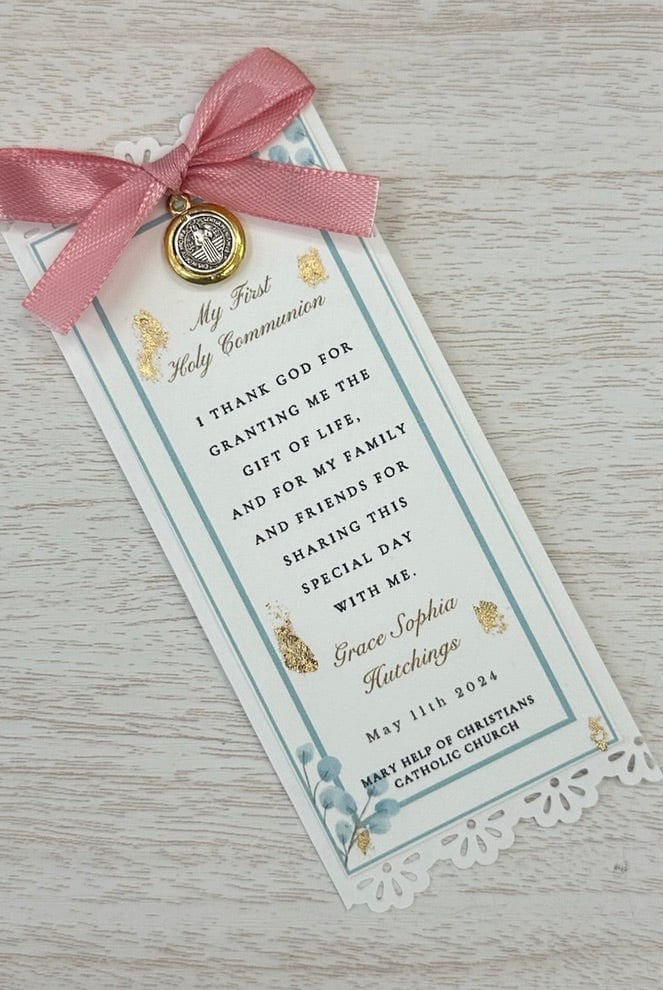 My First
Holy Communion
I THANK GOD FOR
GRANTING ME THE
GIFT OF LIFE,
AND FOR MY FAMILY
AND FRIENDS FOR
SHARING THIS
SPECIAL DAY
WITH ME.
Grace Sophia
Hutchings
May 11th 2024
MARY HELP OF CHRISTIANS
CATHOLIC CHURCH